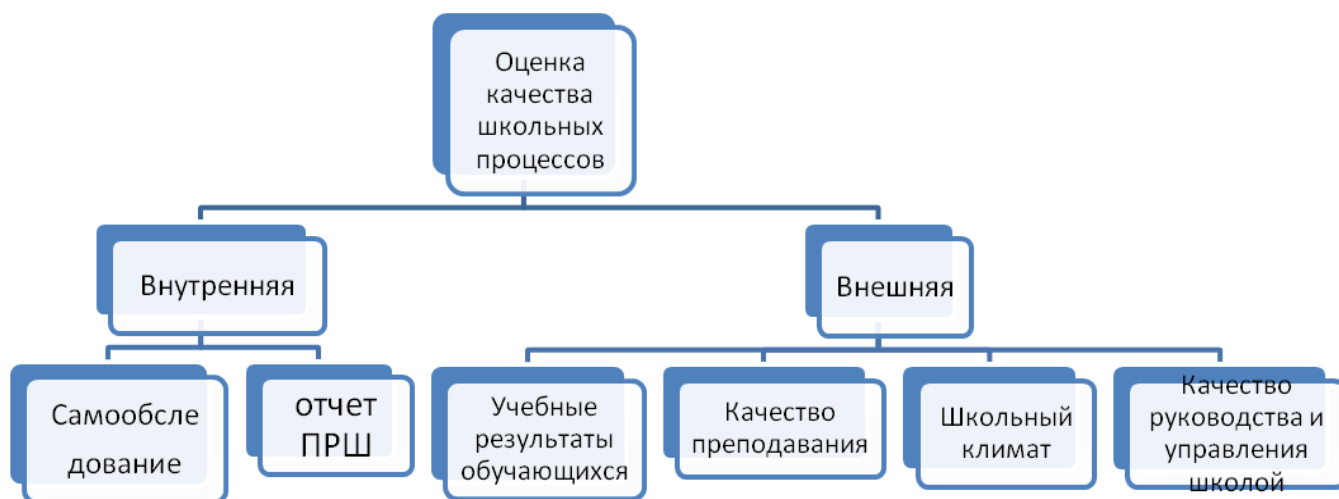 Оценка
качества
школьных
процессов
Внутренняя
Внешняя
Самообсле
дование
отчет
ПРШ
Учебные
результаты
обучающихся
Качество
преподавания
Школьный
климат
Качество
руководства и
управления
школой